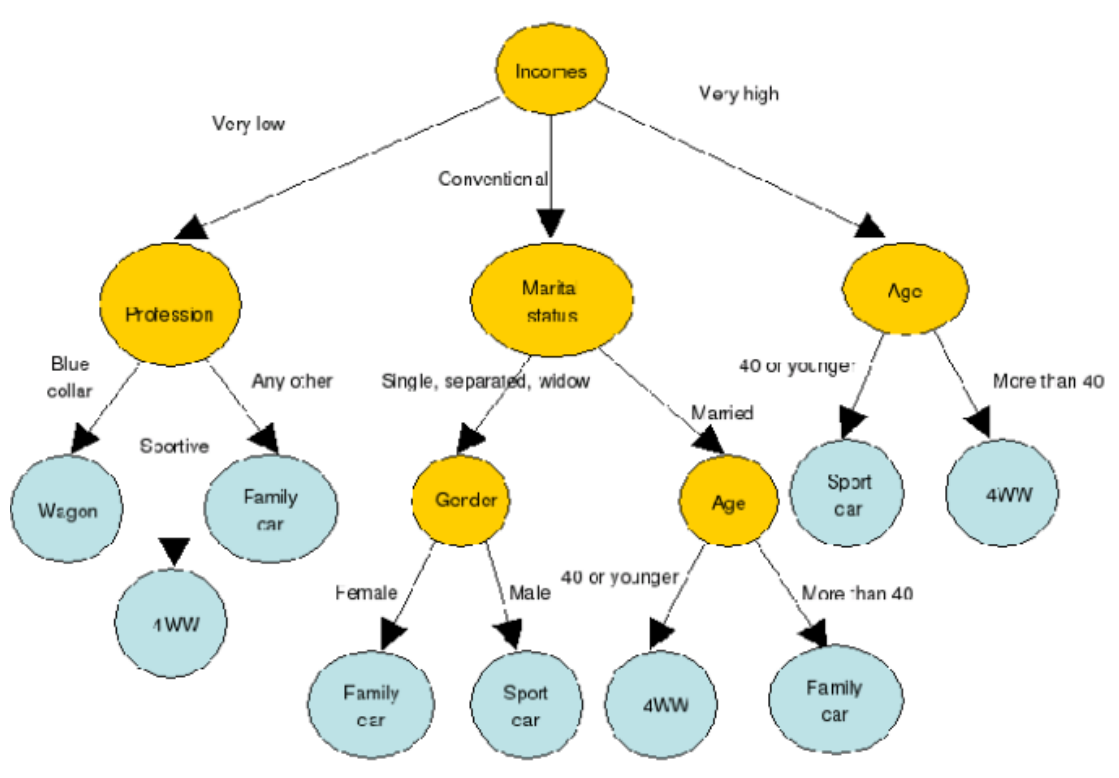 Incomes
Very low
Very high
Conventional
Profession
Marital
status
Age
Blue
collar
Any other
Single, separated, widow
Married
40 or younger
More than 40
Sportive
Wagon
Family
car
Gender
Age
Sport
car
4WW
4WW
Female
Male
40 or younger
More than 40
Family
car
Sport
car
4WW
Family
car